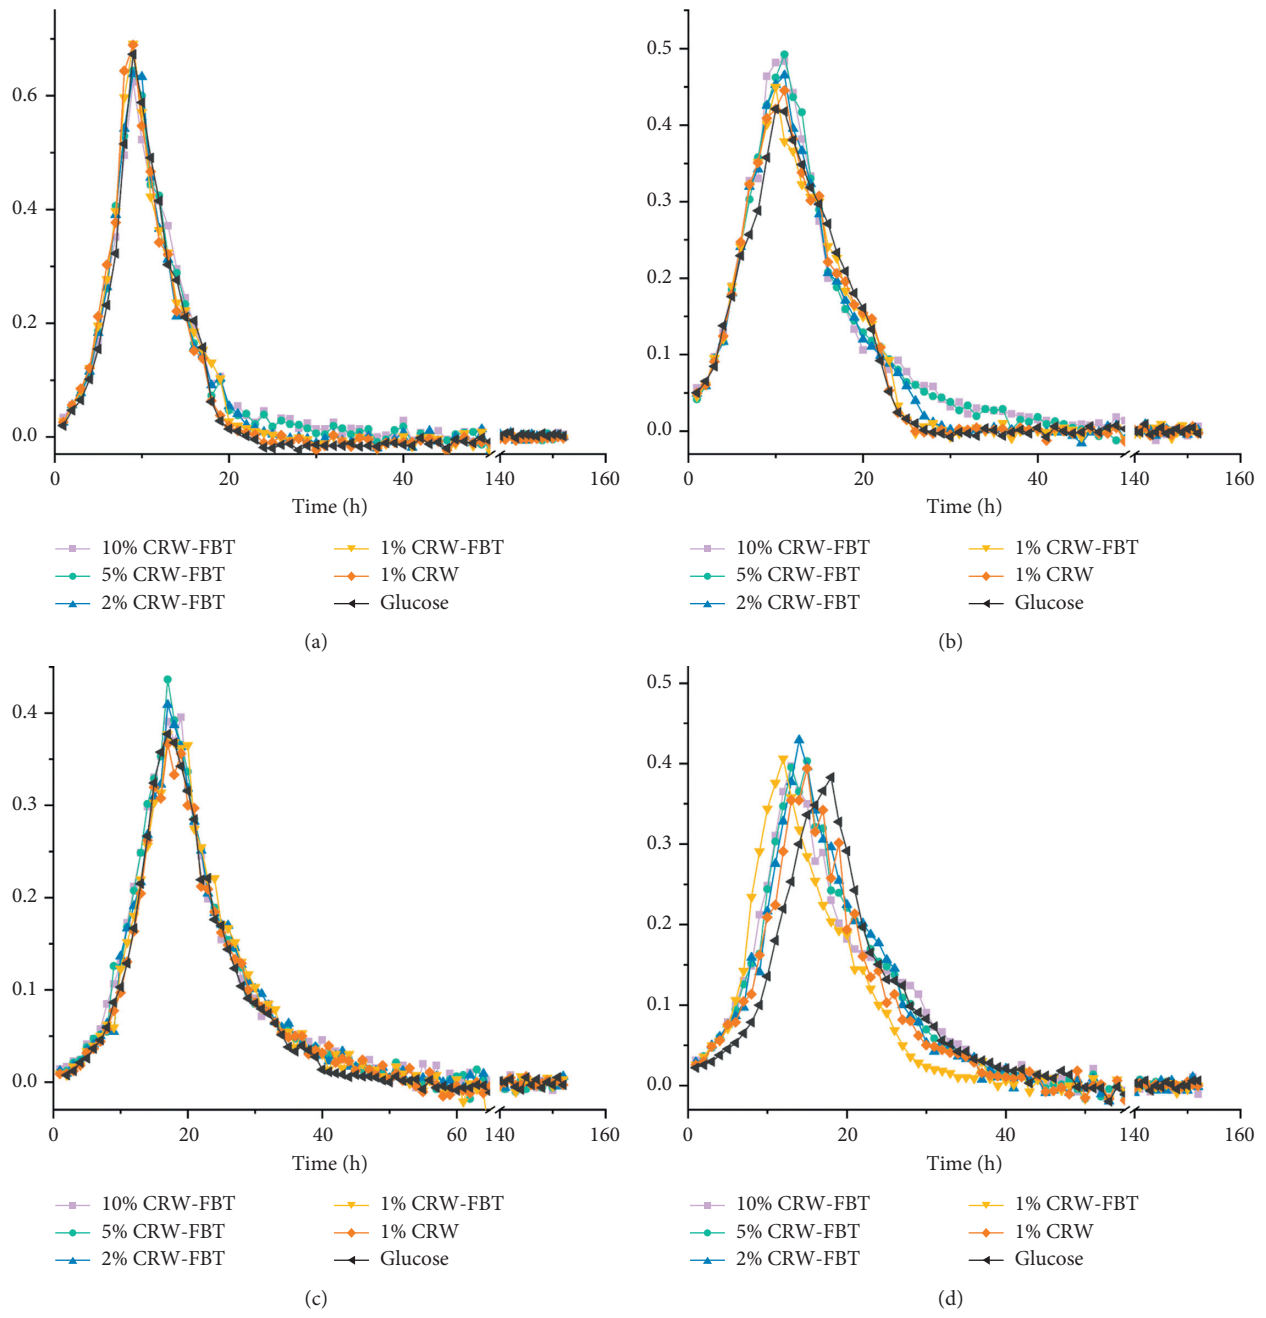 0.6
0.4
0.2
0.0
0 20 40 140 160
Time (h)
10% CRW-FBT 1% CRW-FBT
5% CRW-FBT 1% CRW
2% CRW-FBT Glucose
(a)
0.5
0.4
0.3
0.2
0.1
0.0
0 20 40 140 160
Time (h)
10% CRW-FBT 1% CRW-FBT
5% CRW-FBT 1% CRW
2% CRW-FBT Glucose
(b)
0.4
0.3
0.2
0.1
0.0
0 20 40 60 140 160
Time (h)
10% CRW-FBT 1% CRW-FBT
5% CRW-FBT 1% CRW
2% CRW-FBT Glucose
(c)
0.5
0.4
0.3
0.2
0.1
0.0
0 20 40 140 160
Time (h)
10% CRW-FBT 1% CRW-FBT
5% CRW-FBT 1% CRW
2% CRW-FBT Glucose
(d)